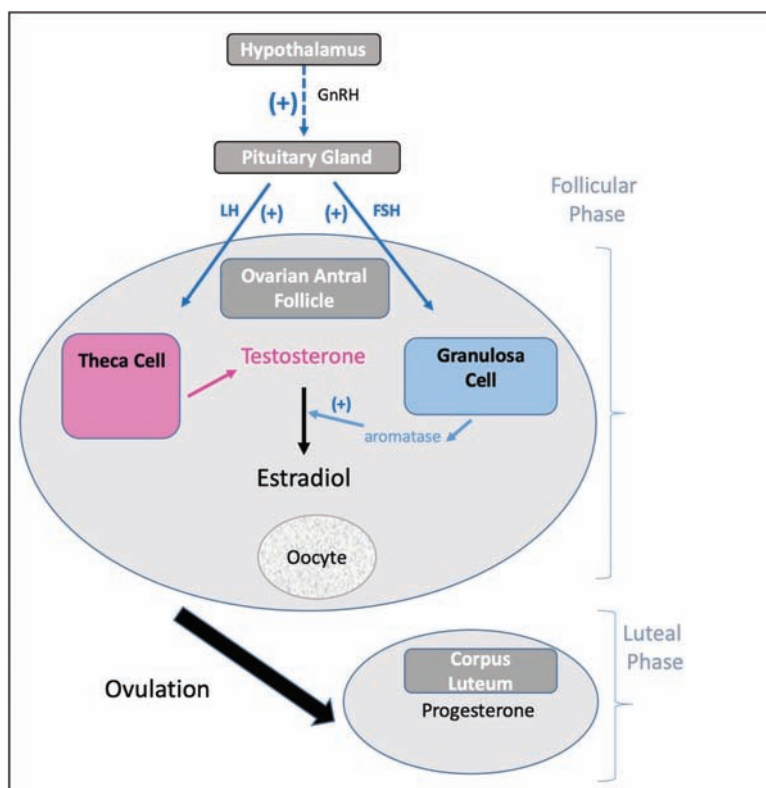 Hypothalamus
(+)
GnRH
Pituitary Gland
LH
(+)
(+)
FSH
Follicular
Phase
Ovarian Antral
Follicle
Theca Cell
Testosterone
Granulosa
Cell
(+)
aromatase
Estradiol
Oocyte
Ovulation
Corpus
Luteum
Progesterone
Luteal
Phase